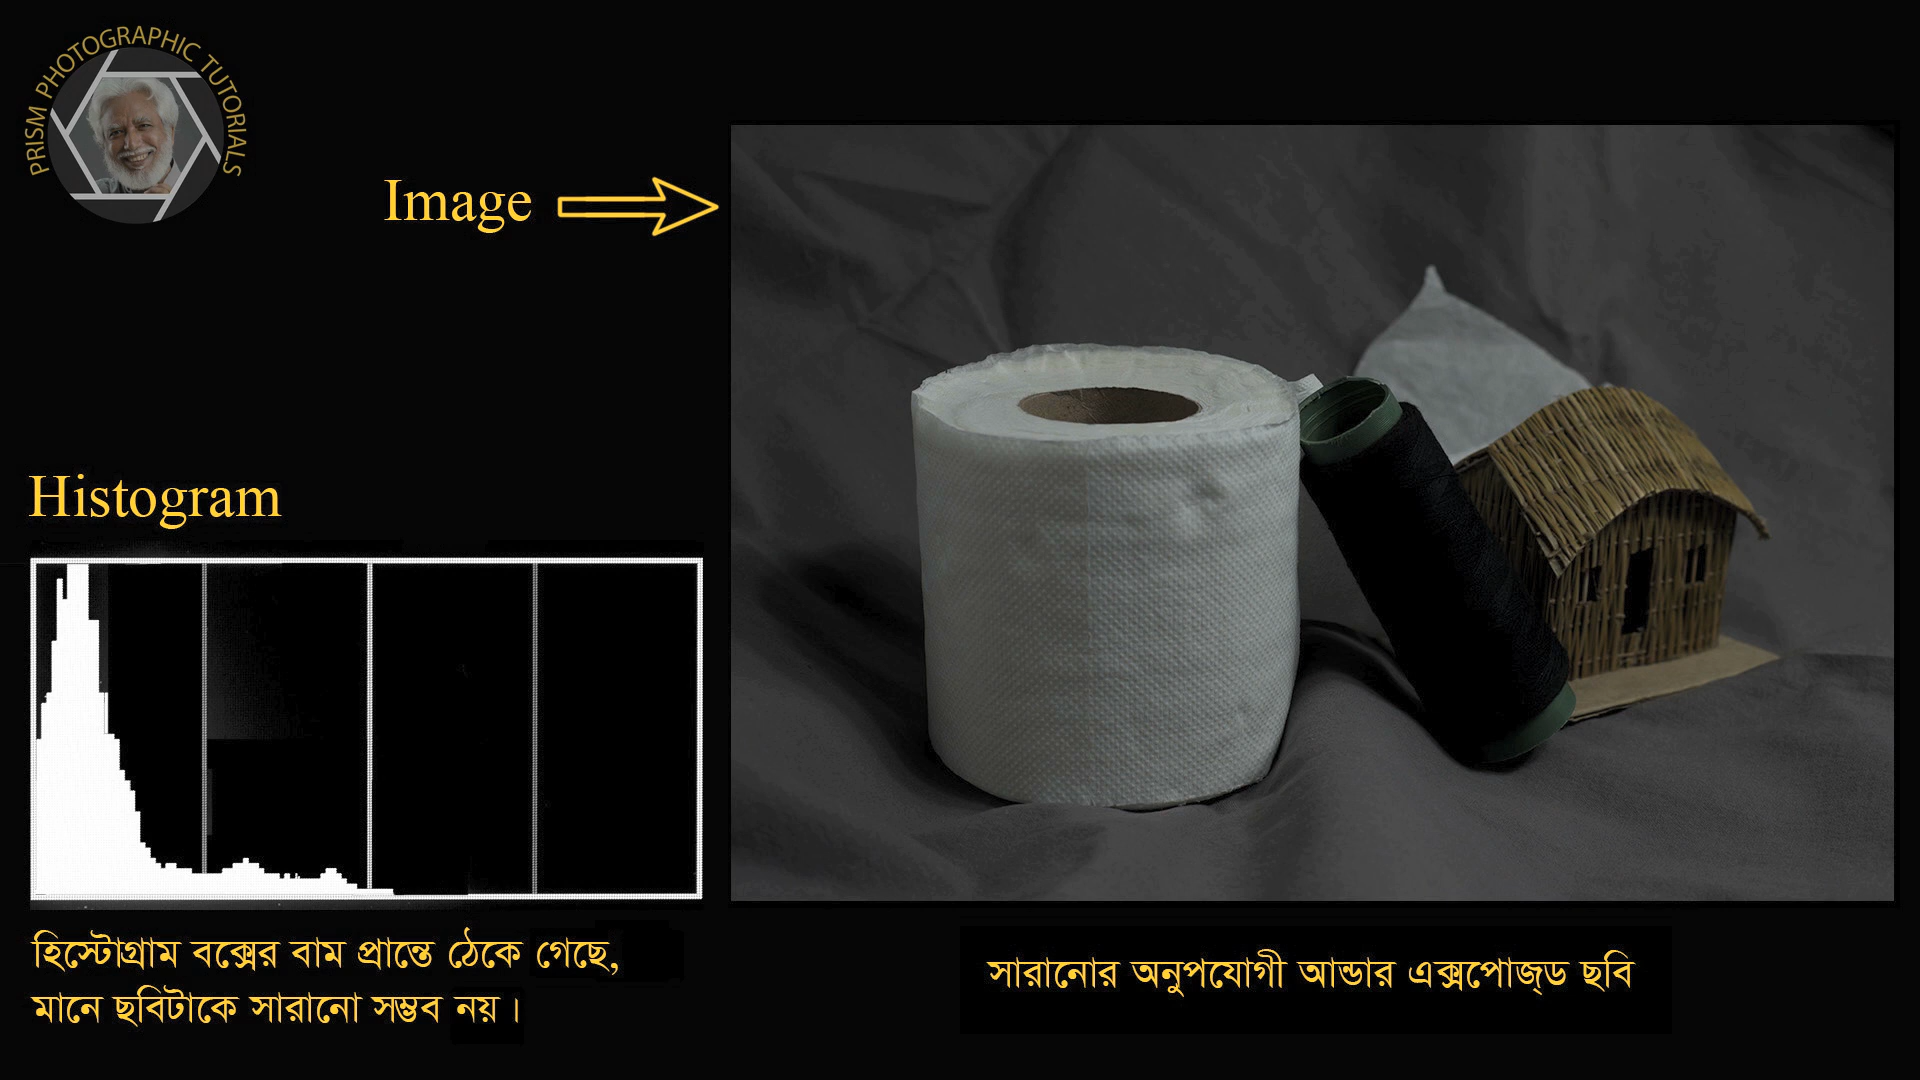 PRISM PHOTOGRAPHIC TUTORIALS
Image
Histogram
হিস্টোগ্রাম বক্সের বাম প্রান্তে ঠেকে গেছে,
মানে ছবিটাকে সারানো সম্ভব নয়।
সারানোর অনুপযোগী আন্ডার এক্সপোজ্‌ড ছবি